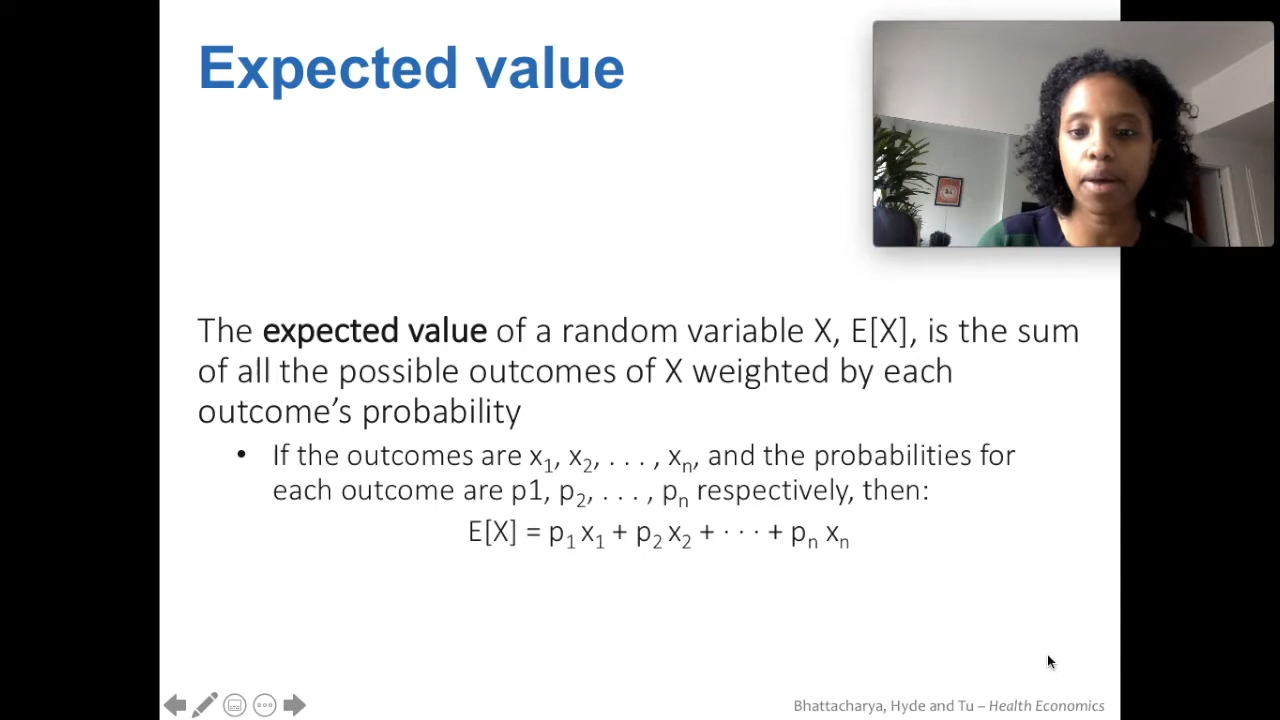 Expected value
The expected value of a random variable X, E[X], is the sum
of all the possible outcomes of X weighted by each
outcome’s probability
• If the outcomes are x₁, x₂, . . . , xₙ, and the probabilities for
each outcome are p1, p₂, . . . , pₙ respectively, then:
E[X] = p₁ x₁ + p₂ x₂ + · · · + pₙ xₙ
Bhattacharya, Hyde and Tu – Health Economics